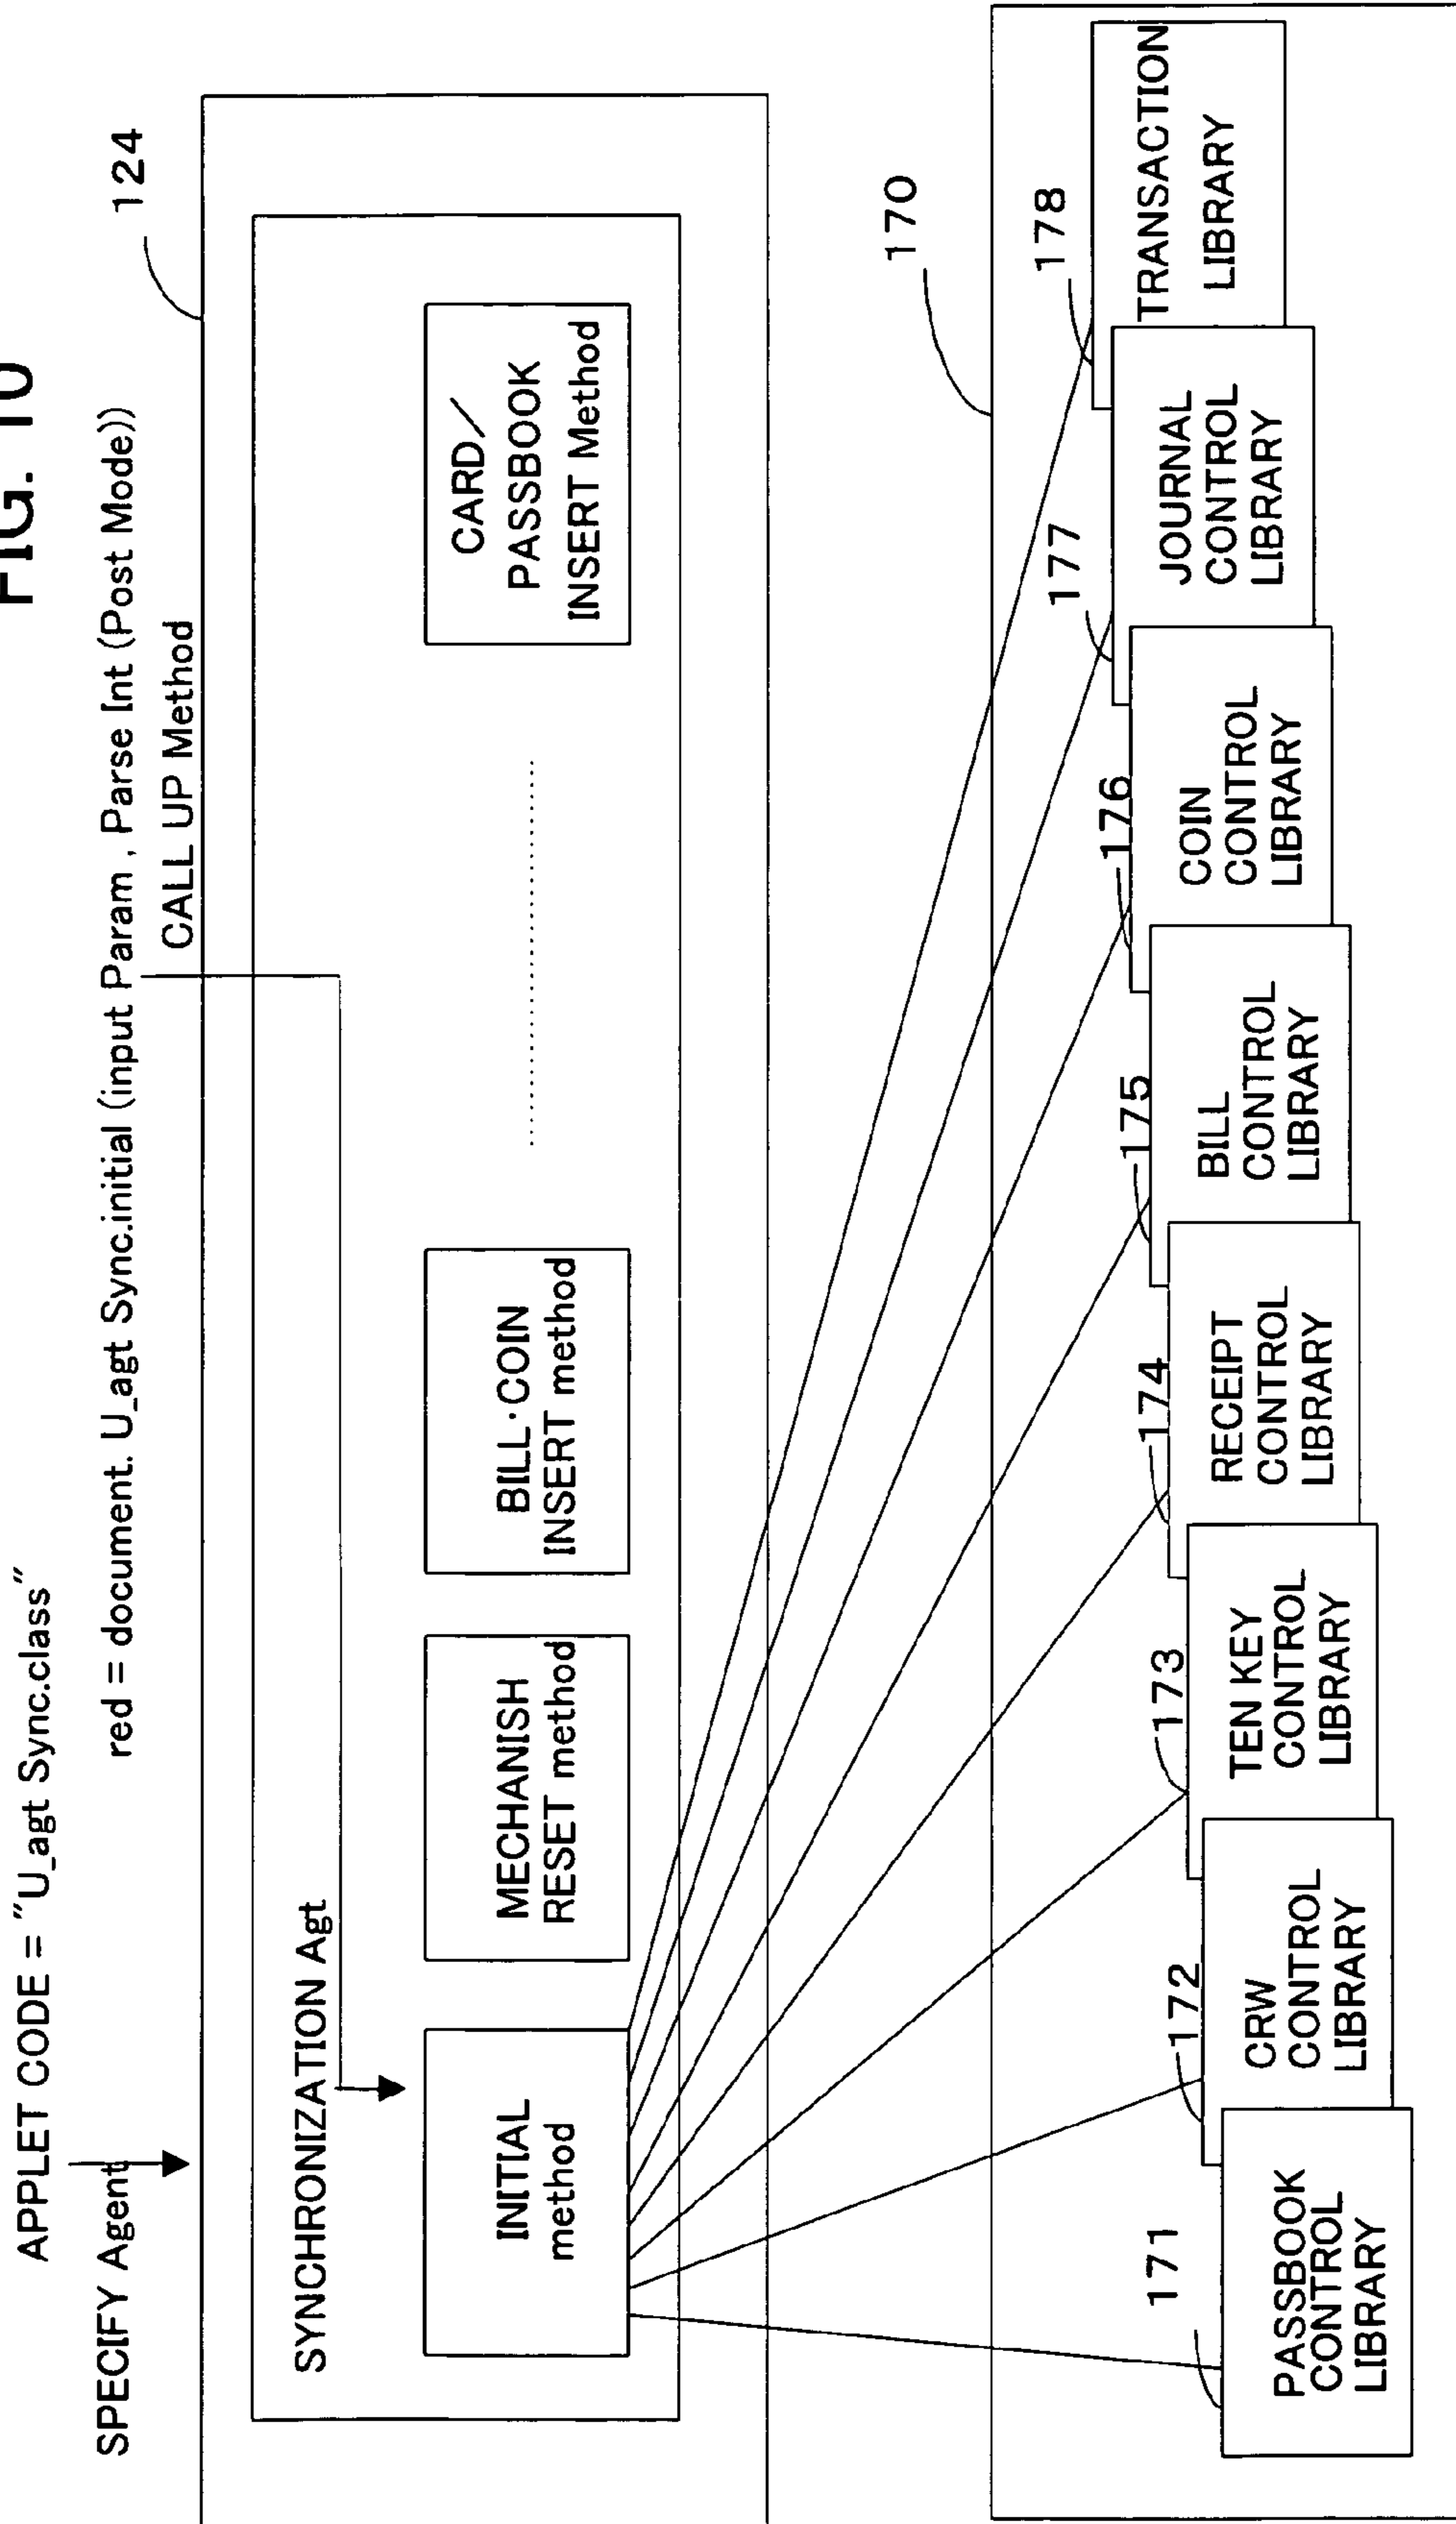 FIG. 10
APPLET CODE = "U_agt Sync.class"
SPECIFY Agent
red = document. U_agt Sync.initial (input Param , Parse Int (Post Mode))
CALL UP Method
124
SYNCHRONIZATION Agt
INITIAL
method
MECHANISH
RESET method
BILL·COIN
INSERT method
CARD/
PASSBOOK
INSERT Method
170
171
PASSBOOK
CONTROL
LIBRARY
172
CRW
CONTROL
LIBRARY
173
TEN KEY
CONTROL
LIBRARY
174
RECEIPT
CONTROL
LIBRARY
175
BILL
CONTROL
LIBRARY
176
COIN
CONTROL
LIBRARY
177
JOURNAL
CONTROL
LIBRARY
178
TRANSACTION
LIBRARY